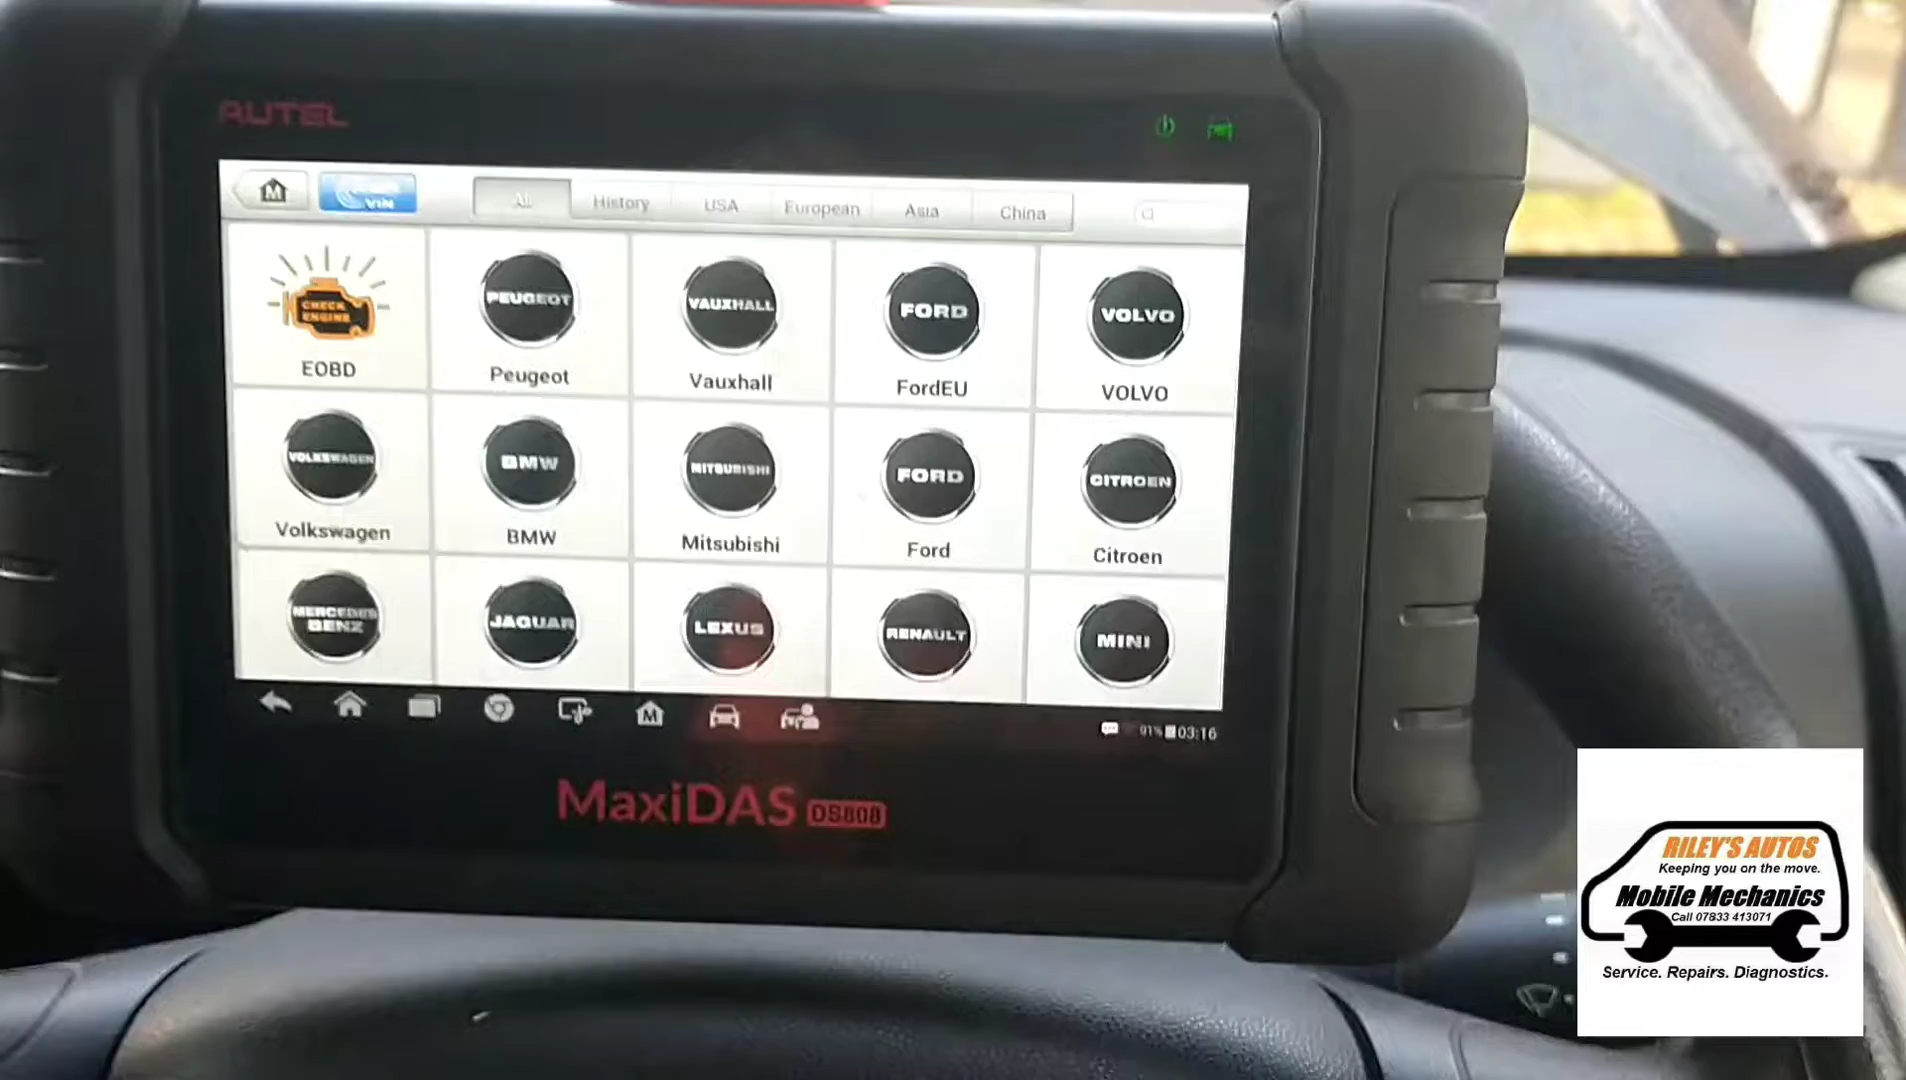 AUTEL
VIN
All History USA European Asia China
CHECK
ENGINE
EOBD
PEUGEOT
Peugeot
VAUXHALL
Vauxhall
FORD
FordEU
VOLVO
VOLVO
VOLKSWAGEN
Volkswagen
BMW
BMW
MITSUBISHI
Mitsubishi
FORD
Ford
CITROEN
Citroen
MERCEDES
BENZ
JAGUAR
LEXUS
RENAULT
MINI
M
91% 03:16
MaxiDAS DS808
RILEY'S AUTOS
Keeping you on the move.
Mobile Mechanics
Call 07833 413071
Service. Repairs. Diagnostics.